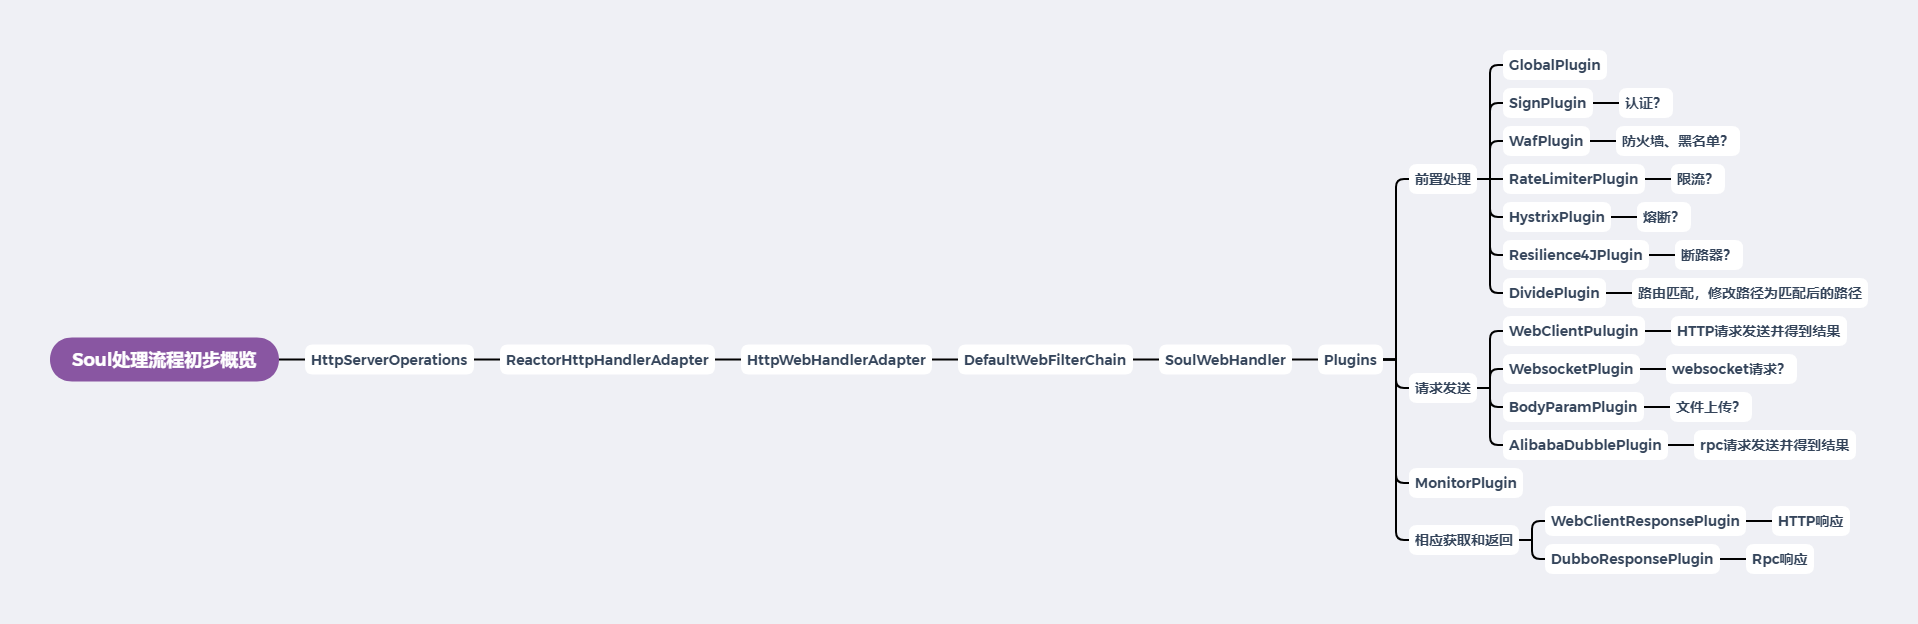 Soul处理流程初步概览
HttpServerOperations
ReactorHttpHandlerAdapter
HttpWebHandlerAdapter
DefaultWebFilterChain
SoulWebHandler
Plugins
前置处理
GlobalPlugin
SignPlugin
认证？
WafPlugin
防火墙、黑名单？
RateLimiterPlugin
限流？
HystrixPlugin
熔断？
Resilience4JPlugin
断路器？
DividePlugin
路由匹配，修改路径为匹配后的路径
请求发送
WebClientPulugin
HTTP请求发送并得到结果
WebsocketPlugin
websocket请求？
BodyParamPlugin
文件上传？
AlibabaDubblePlugin
rpc请求发送并得到结果
MonitorPlugin
相应获取和返回
WebClientResponsePlugin
HTTP响应
DubboResponsePlugin
Rpc响应